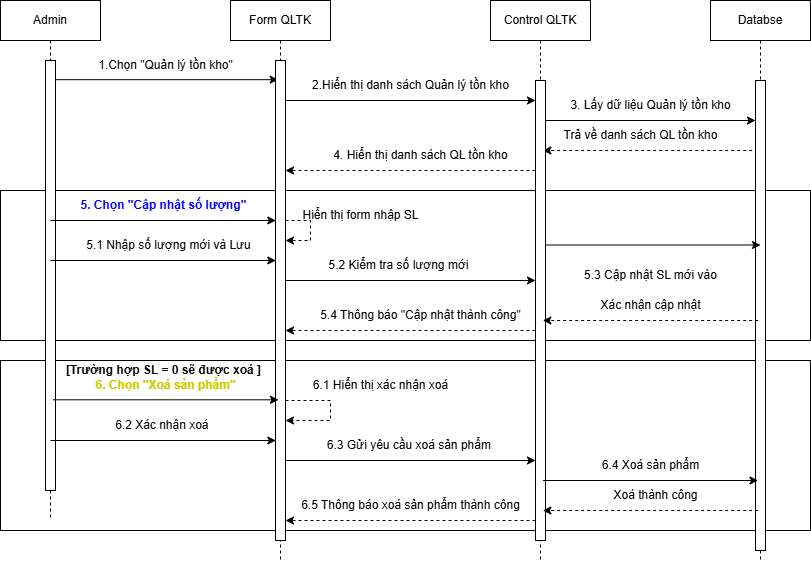 Admin
Form QLTK
Control QLTK
Databse
1.Chọn "Quản lý tồn kho"
2.Hiển thị danh sách Quản lý tồn kho
3. Lấy dữ liệu Quản lý tồn kho
Trả về danh sách QL tồn kho
4. Hiển thị danh sách QL tồn kho
5. Chọn "Cập nhật số lượng"
Hiển thị form nhập SL
5.1 Nhập số lượng mới và Lưu
5.2 Kiểm tra số lượng mới
5.3 Cập nhật SL mới vào
Xác nhận cập nhật
5.4 Thông báo "Cập nhật thành công"
[Trường hợp SL = 0 sẽ được xoá ]
6. Chọn "Xoá sản phẩm"
6.1 Hiển thị xác nhận xoá
6.2 Xác nhận xoá
6.3 Gửi yêu cầu xoá sản phẩm
6.4 Xoá sản phẩm
Xoá thành công
6.5 Thông báo xoá sản phẩm thành công